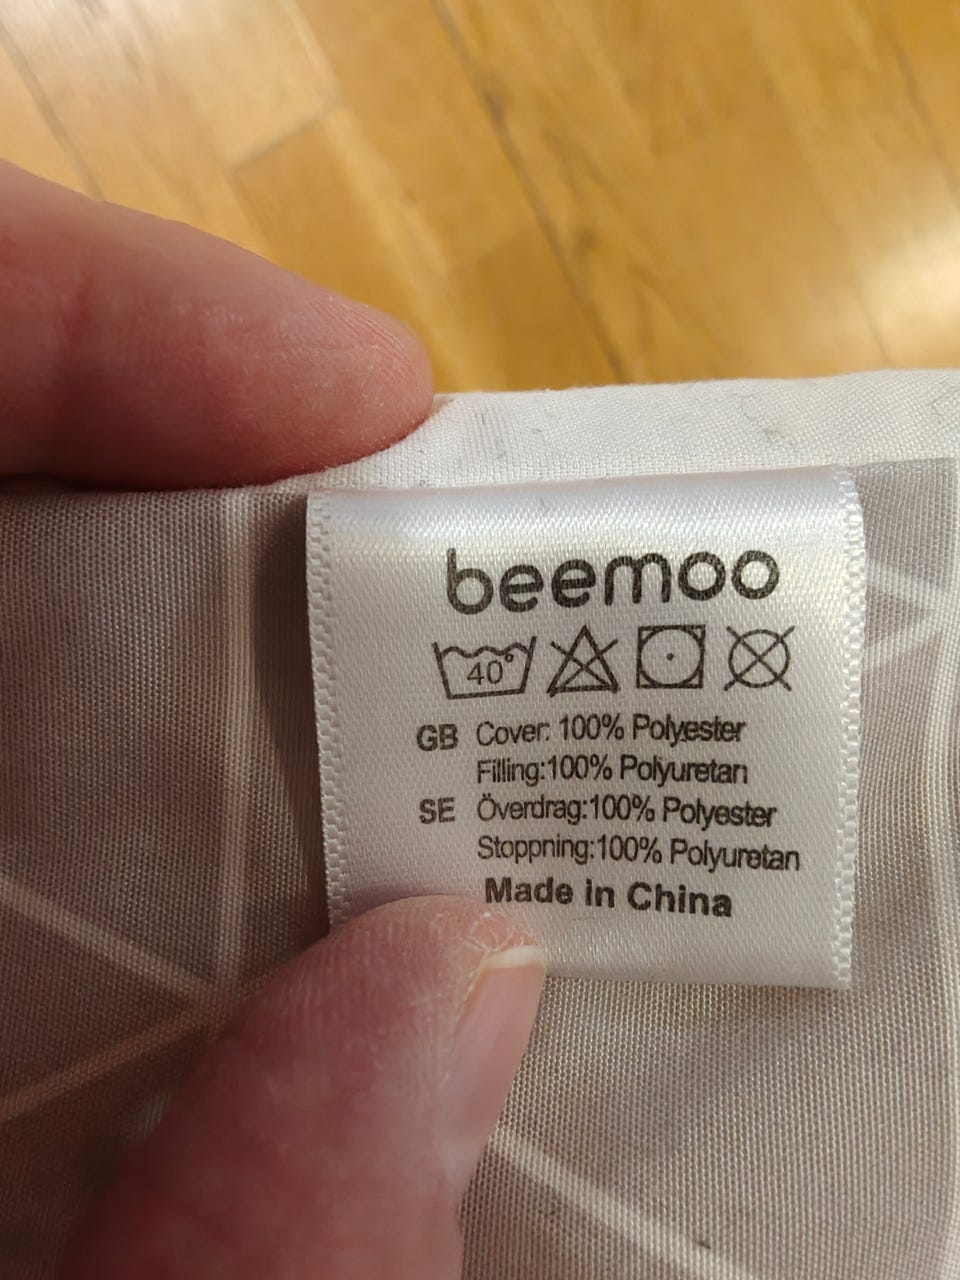 beemoo
40°
GB Cover: 100% Polyester
Filling:100% Polyuretan
SE Överdrag:100% Polyester
Stoppning:100% Polyuretan
Made in China